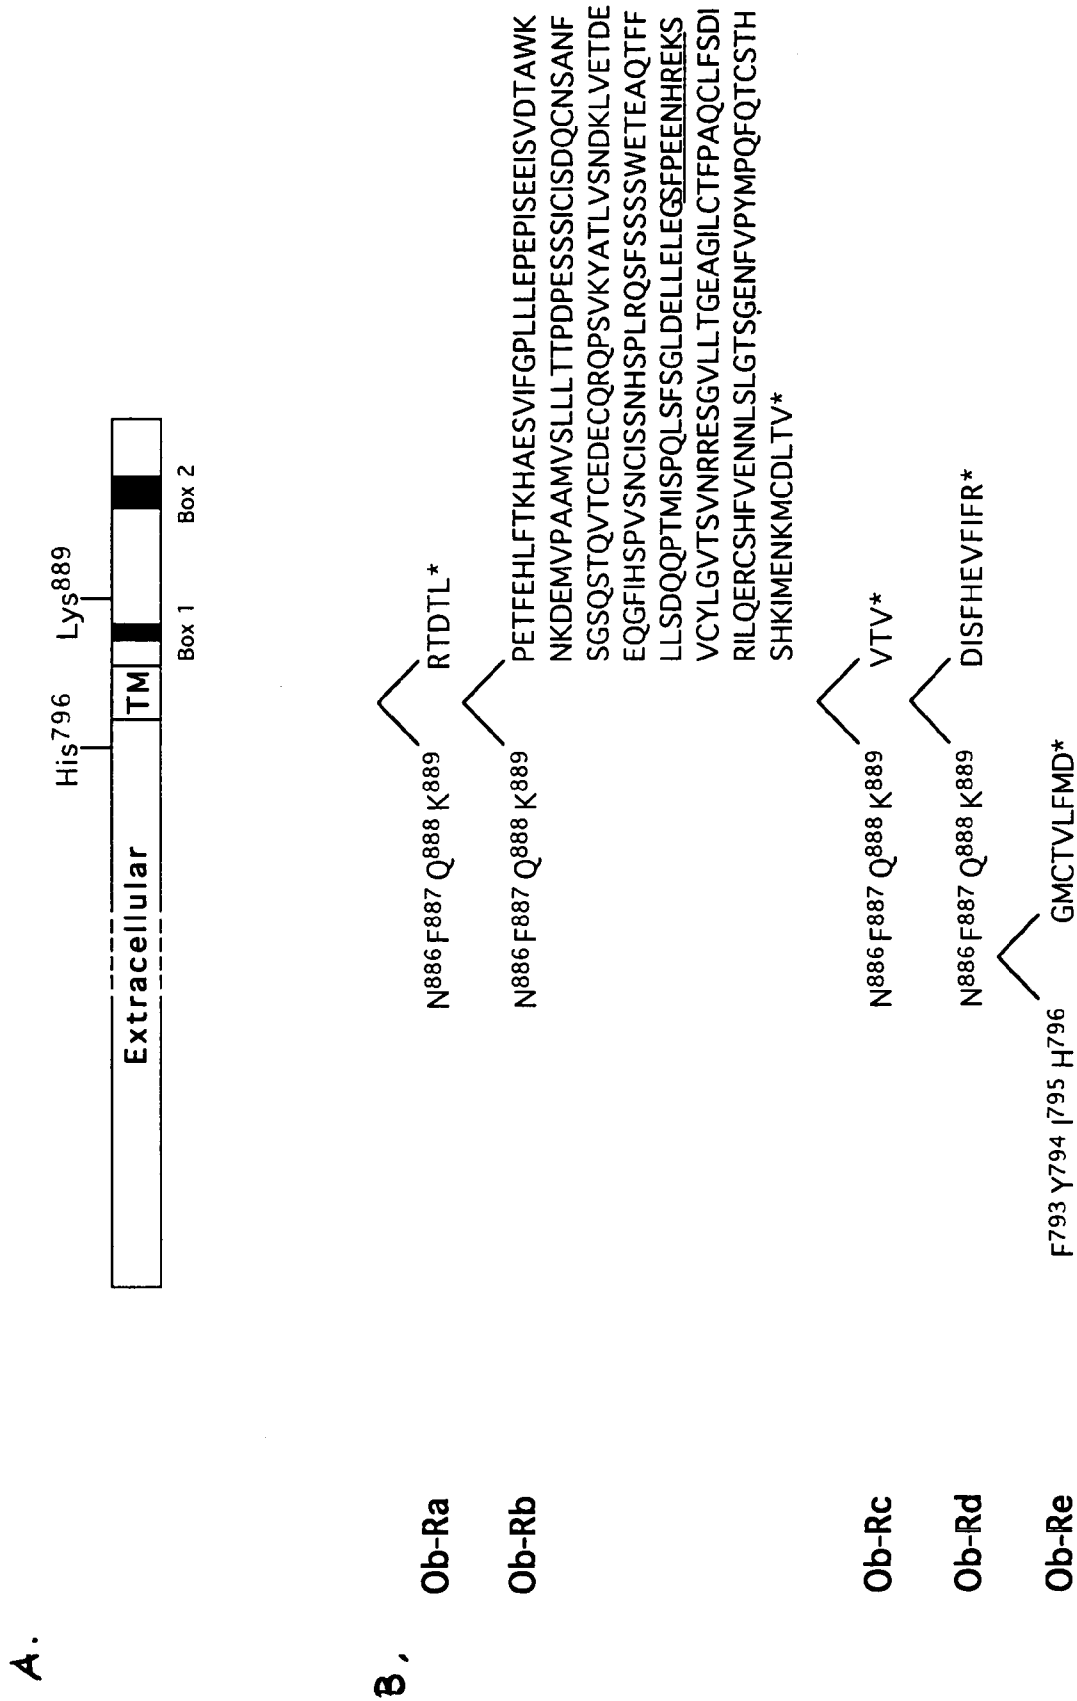 A.
His796 Lys889
Extracellular TM
Box 1 Box 2
B.
Ob-Ra N886 F887 Q888 K889 RTDTL*
Ob-Rb N886 F887 Q888 K889 PETFEHLFTKHAESVIFGPLLLEPEPISEEISVDTAWK
NKDEMVPAAMVSLLLTTPDPESSSICISDQCNSANF
SGSQSTQVTCEDECQRQPSVKYATLVSNDKLVETDE
EQGFIHSPVSNCISSNHSPLRQSFSSSSWETEAQTFF
LLSDQQPTMISPQLSFSGLDELLELEGSFPEENHREKS
VCYLGVTSVNRRESGVLLTGEAGILCTFPAQCLFSDI
RILQERCSHFVENNLSLGTSGENFVPYMPQFQTCSTH
SHKIMENKMCDLTV*
Ob-Rc N886 F887 Q888 K889 VTV*
Ob-Rd N886 F887 Q888 K889 DISFHEVFIFR*
Ob-Re F793 Y794 I795 H796 GMCTVLFMD*